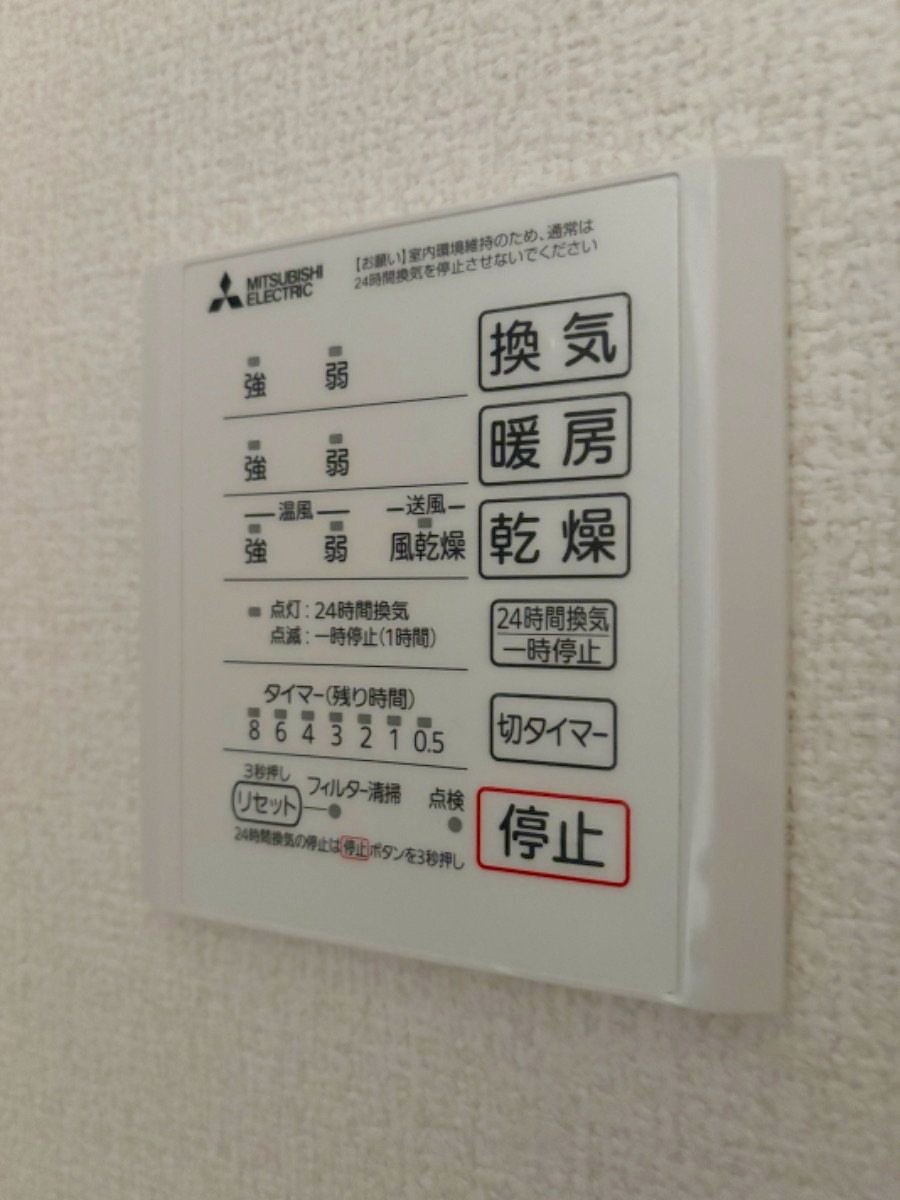 MITSUBISHI
ELECTRIC
【お願い】室内環境維持のため、通常は
24時間換気を停止させないでください
強 弱 換気
強 弱 暖房
温風 送風
強 弱 風乾燥 乾燥
点灯:24時間換気
点滅:一時停止(1時間)
24時間換気
一時停止
タイマー(残り時間)
8 6 4 3 2 1 0.5
切タイマー
3秒押し
リセット フィルター清掃 点検
24時間換気の停止は停止ボタンを3秒押し
停止